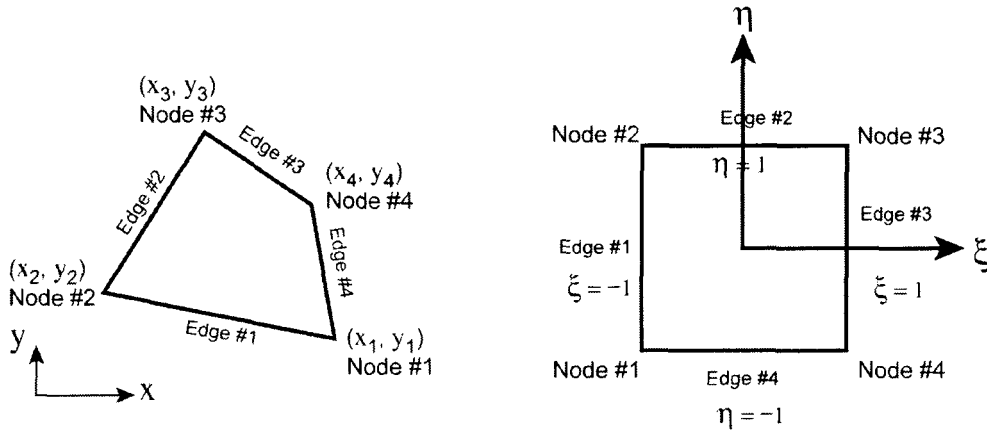 (x3, y3)
Node #3
Edge #3
(x4, y4)
Node #4
Edge #2
(x2, y2)
Node #2
Edge #4
Edge #1
(x1, y1)
Node #1
y
x
η
Edge #2
Node #2
Node #3
η = 1
Edge #3
Edge #1
ξ
ξ = -1
ξ = 1
Node #1
Edge #4
Node #4
η = -1